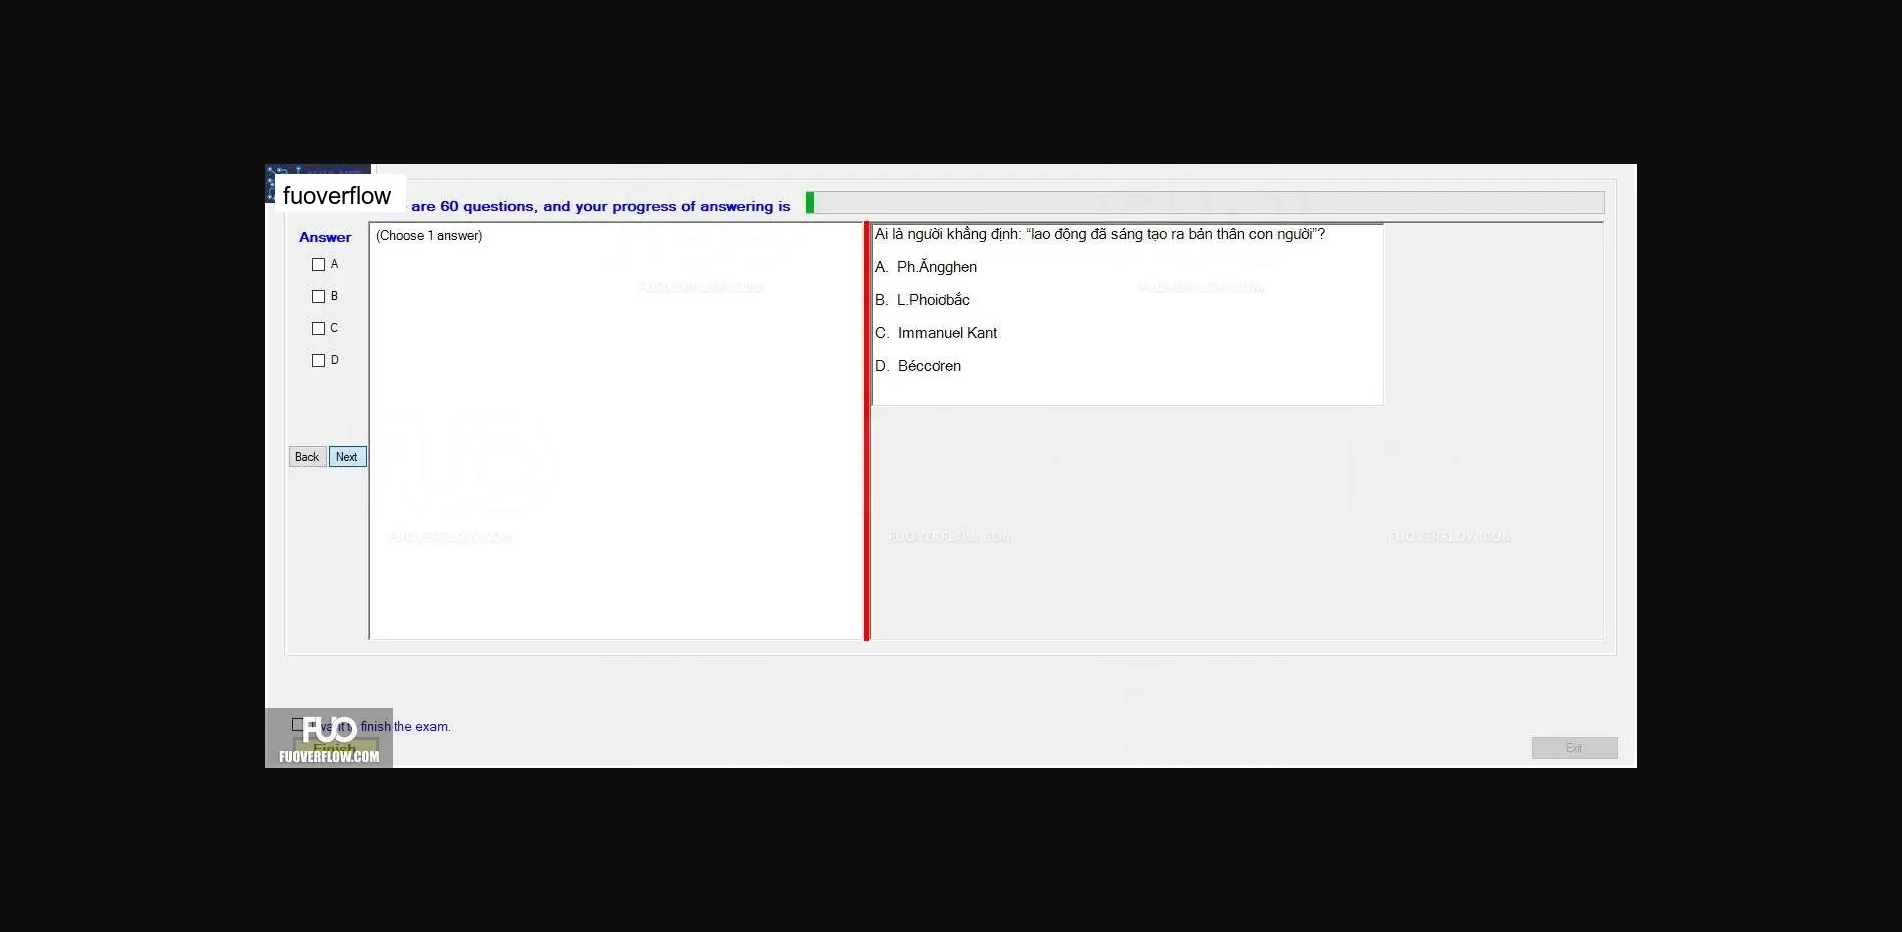 fuoverflow
are 60 questions, and your progress of answering is
Answer
(Choose 1 answer)
A
B
C
D
Back
Next
Ai là người khẳng định: “lao động đã sáng tạo ra bản thân con người”?
A. Ph.Ăngghen
B. L.Phoiơbắc
C. Immanuel Kant
D. Béccơren
FUOVERFLOW.COM
FUOVERFLOW.COM
FUOVERFLOW.COM
FUOVERFLOW.COM
FUOVERFLOW.COM
I want to finish the exam.
Finish
FUO
FUOVERFLOW.COM
Exit